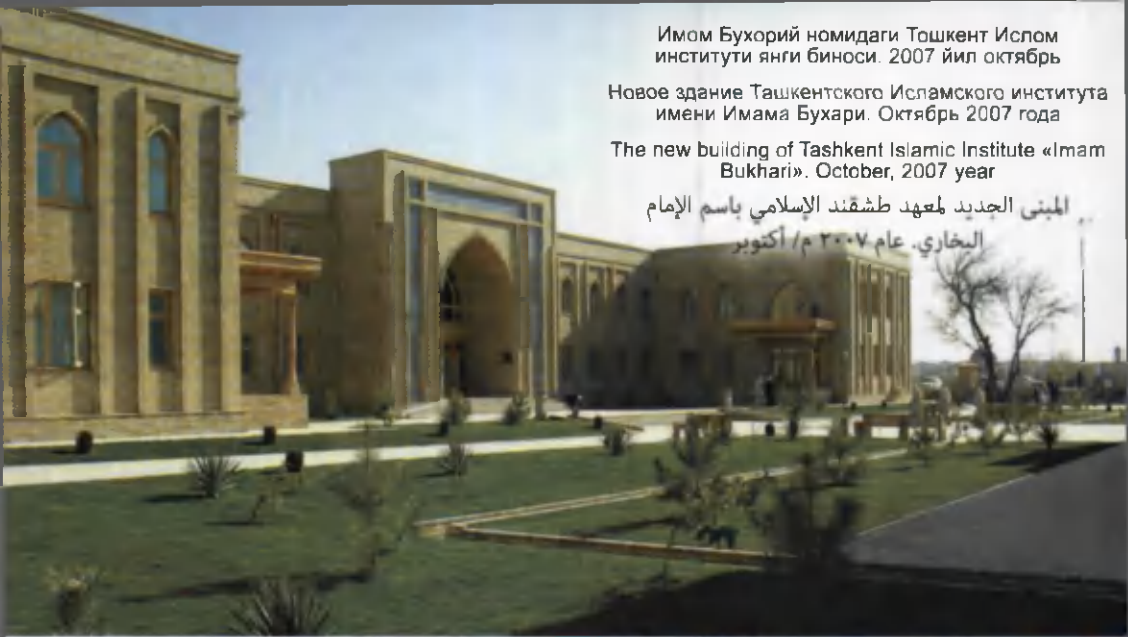 Имом Бухорий номидаги Тошкент Ислом
институти янги биноси. 2007 йил октябрь
Новое здание Ташкентского Исламского института
имени Имама Бухари. Октябрь 2007 года
The new building of Tashkent Islamic Institute «Imam
Bukhari». October, 2007 year
المبنى الجديد لمعهد طشقند الإسلامي باسم الإمام
البخاري. عام ٢٠٠٧ م/ أكتوبر